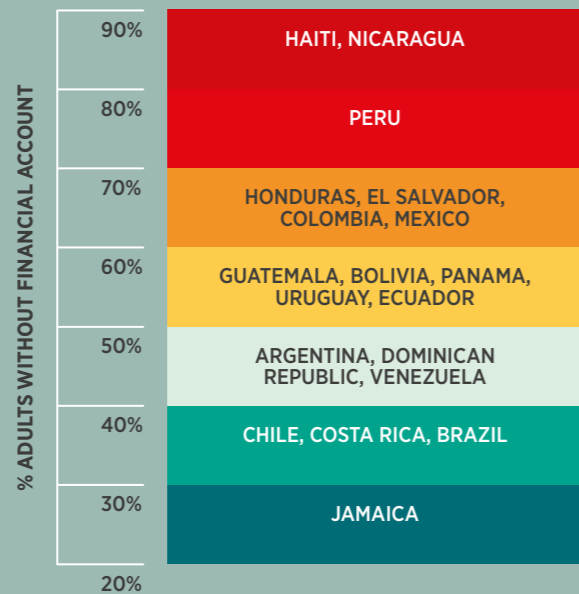 % ADULTS WITHOUT FINANCIAL ACCOUNT
90%
HAITI, NICARAGUA
80%
PERU
70%
HONDURAS, EL SALVADOR,
COLOMBIA, MEXICO
60%
GUATEMALA, BOLIVIA, PANAMA,
URUGUAY, ECUADOR
50%
ARGENTINA, DOMINICAN
REPUBLIC, VENEZUELA
40%
CHILE, COSTA RICA, BRAZIL
30%
JAMAICA
20%